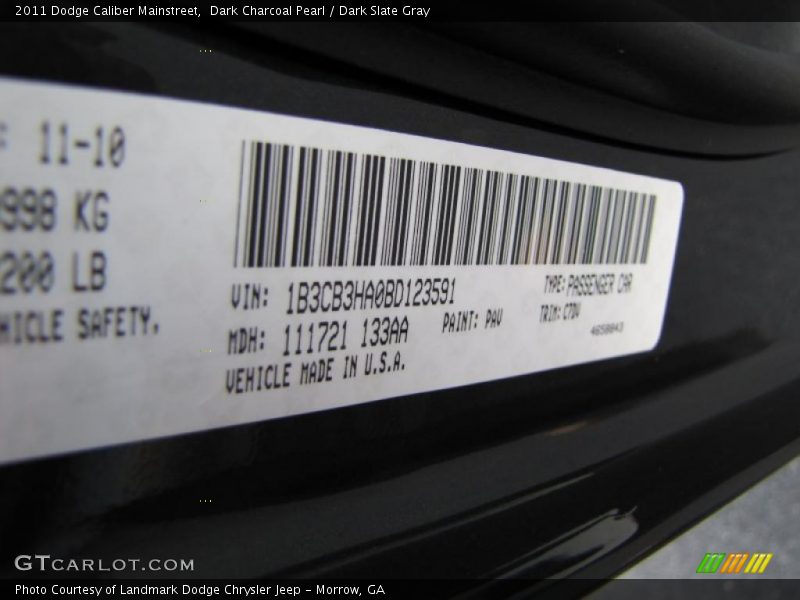 2011 Dodge Caliber Mainstreet,  Dark Charcoal Pearl / Dark Slate Gray
11-10
998 KG
200 LB
HICLE SAFETY.
VIN: 1B3CB3HA0BD123591
TYPE: PASSENGER CAR
MDH: 111721 133AA
PAINT: PAV
TRIM: C7DV
VEHICLE MADE IN U.S.A.
GTCARLOT.COM
Photo Courtesy of Landmark Dodge Chrysler Jeep - Morrow, GA